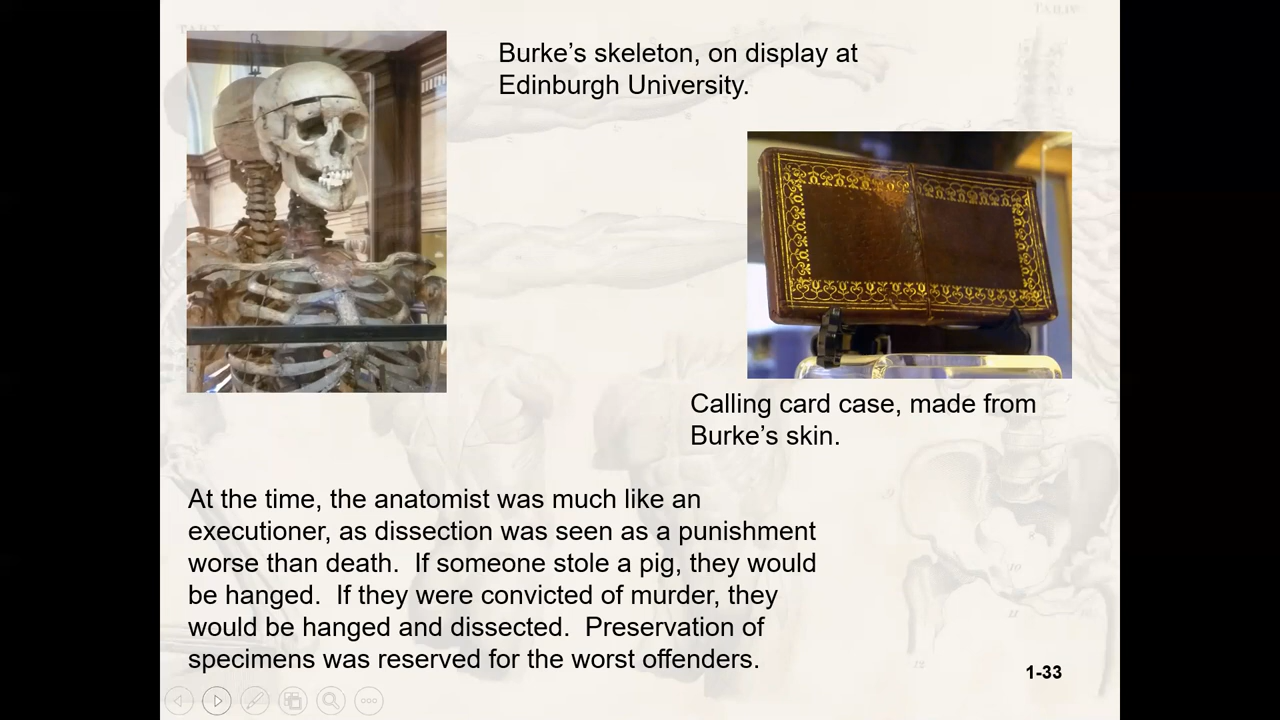 Burke’s skeleton, on display at
Edinburgh University.
Calling card case, made from
Burke’s skin.
At the time, the anatomist was much like an
executioner, as dissection was seen as a punishment
worse than death.  If someone stole a pig, they would
be hanged.  If they were convicted of murder, they
would be hanged and dissected.  Preservation of
specimens was reserved for the worst offenders.
1-33